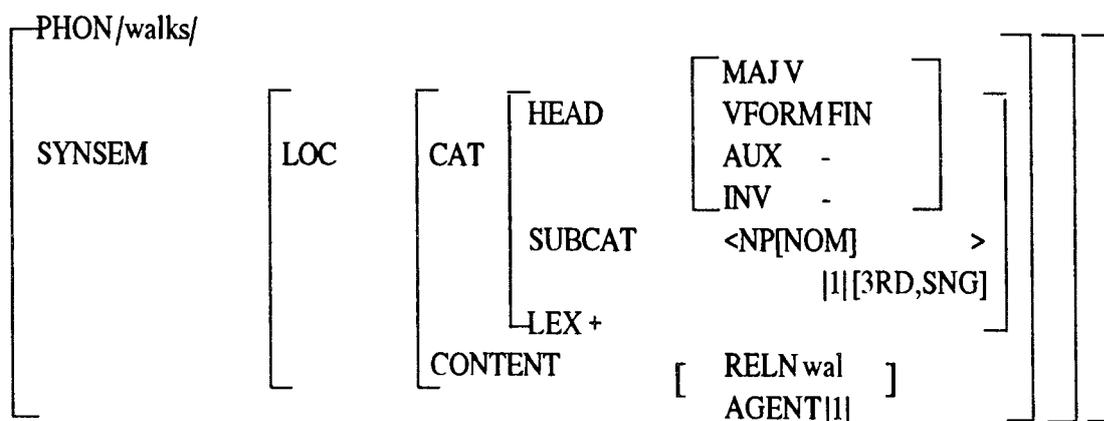 PHON /walks/
MAJ V
HEAD VFORM FIN
SYNSEM LOC CAT AUX -
INV -
SUBCAT <NP[NOM] >
|1|[3RD,SNG]
LEX +
CONTENT [ RELN wal ]
AGENT|1|